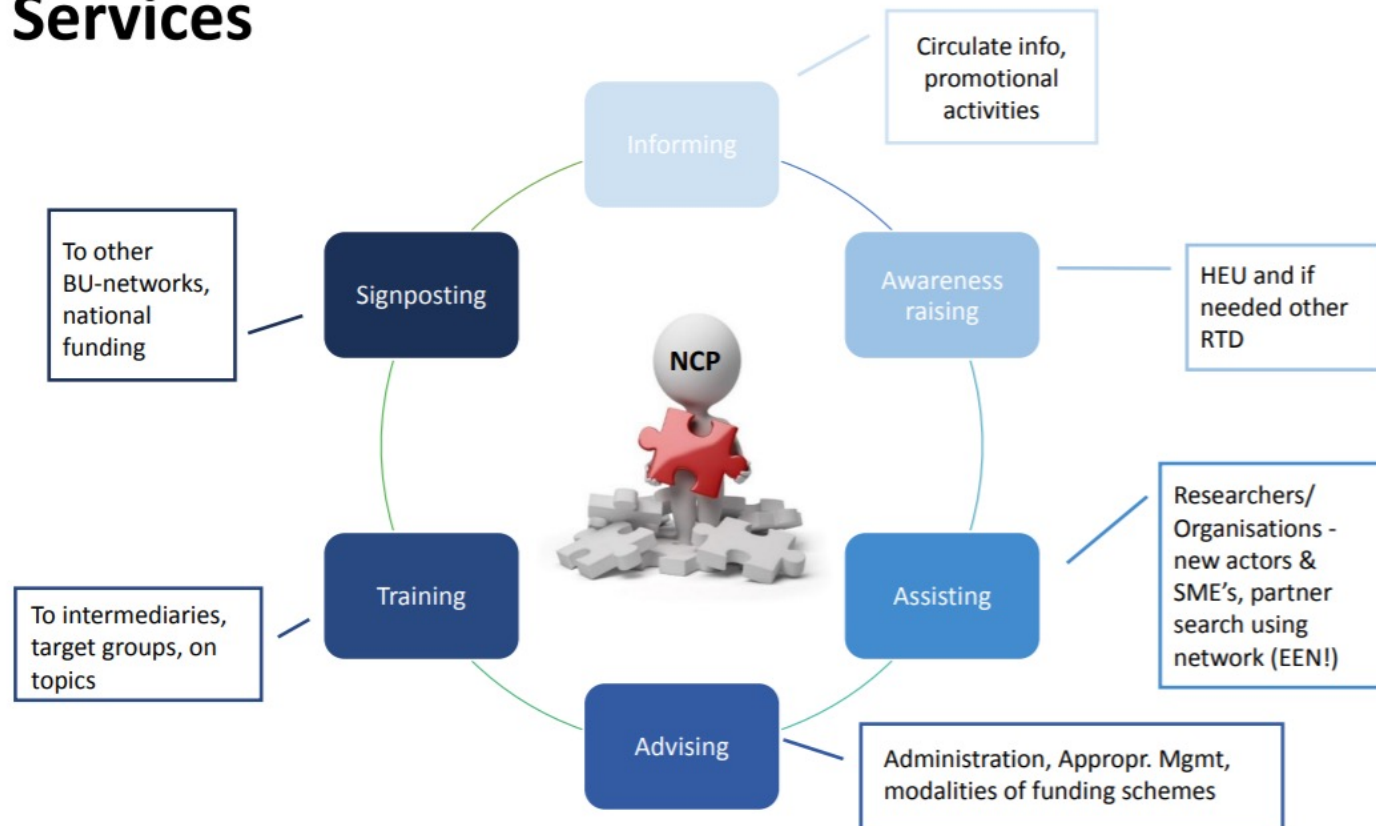 Services
Circulate info,
promotional
activities
Informing
Awareness
raising
HEU and if
needed other
RTD
Assisting
Researchers/
Organisations -
new actors &
SME's, partner
search using
network (EEN!)
Advising
Administration, Appropr. Mgmt,
modalities of funding schemes
Training
To intermediaries,
target groups, on
topics
Signposting
To other
BU-networks,
national
funding
NCP